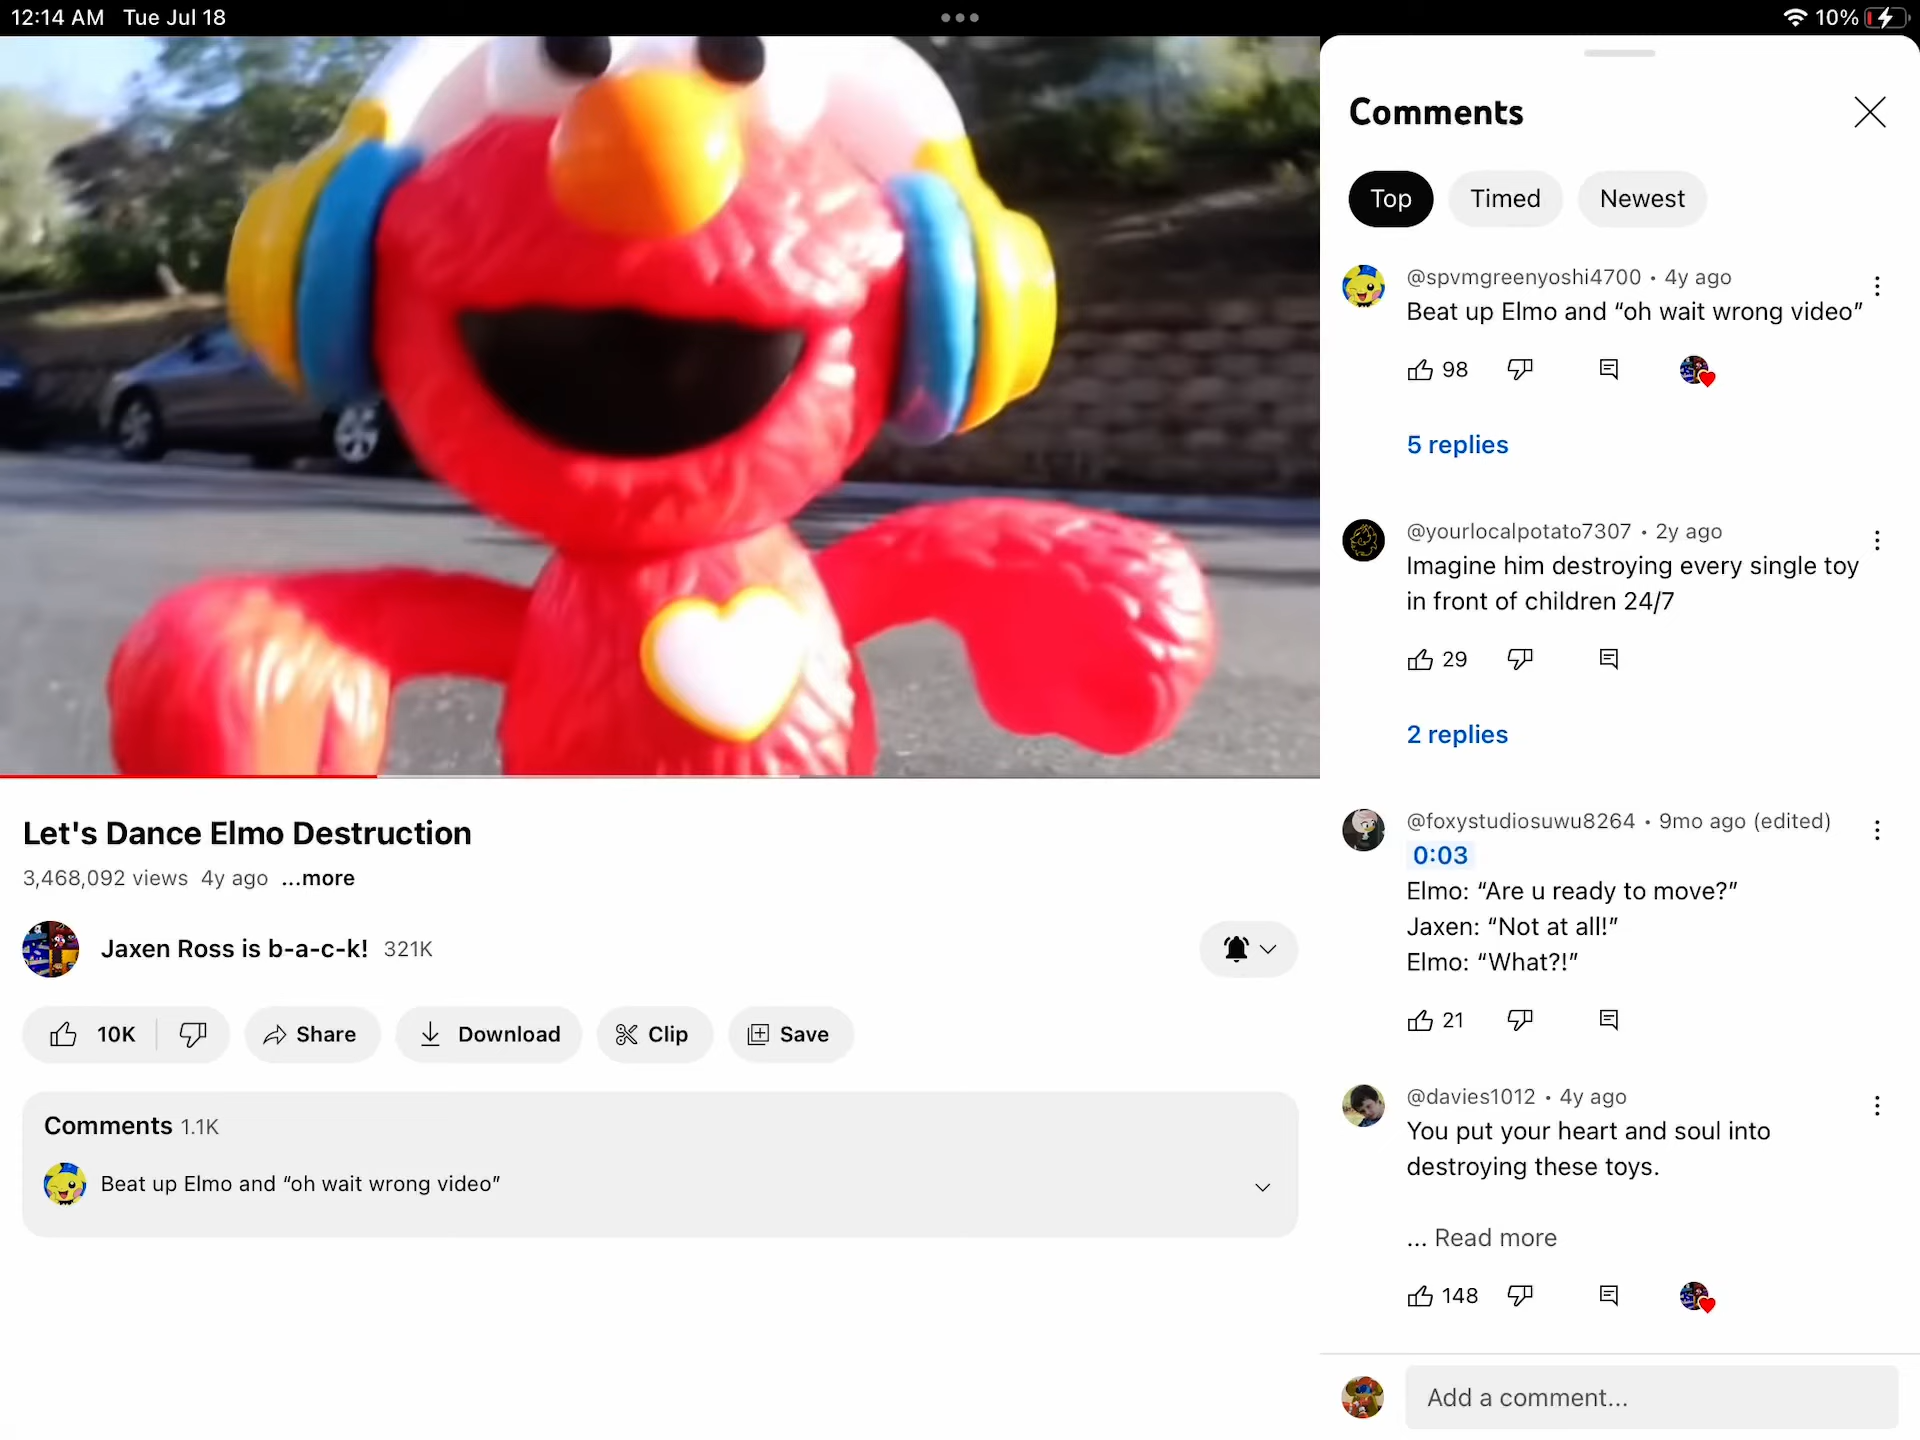 12:14 AM Tue Jul 18
10%
Let's Dance Elmo Destruction
3,468,092 views 4y ago ...more
Jaxen Ross is b-a-c-k! 321K
10K
Share
Download
Clip
Save
Comments 1.1K
Beat up Elmo and “oh wait wrong video”
Comments
Top
Timed
Newest
@spvmgreenyoshi4700 • 4y ago
Beat up Elmo and “oh wait wrong video”
98
5 replies
@yourlocalpotato7307 • 2y ago
Imagine him destroying every single toy
in front of children 24/7
29
2 replies
@foxystudiosuwu8264 • 9mo ago (edited)
0:03
Elmo: “Are u ready to move?”
Jaxen: “Not at all!”
Elmo: “What?!”
21
@davies1012 • 4y ago
You put your heart and soul into
destroying these toys.
... Read more
148
Add a comment...